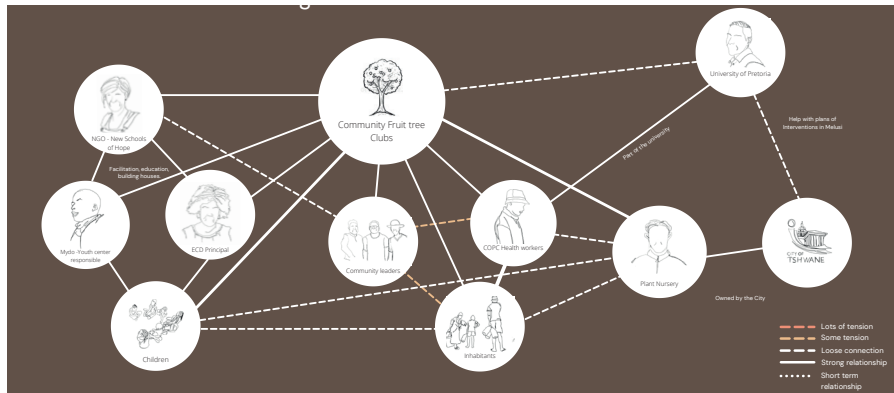 University of Pretoria
Community Fruit tree
Clubs
NGO - New Schools
of Hope
Help with plans of
Interventions in Melusi
Part of the university
Facilitation, education,
building houses
Mydo -Youth center
responsible
ECD Principal
Community leaders
COPC Health workers
Plant Nursery
CITY OF
TSHWANE
Owned by the City
Children
Inhabitants
Lots of tension
Some tension
Loose connection
Strong relationship
Short term
relationship